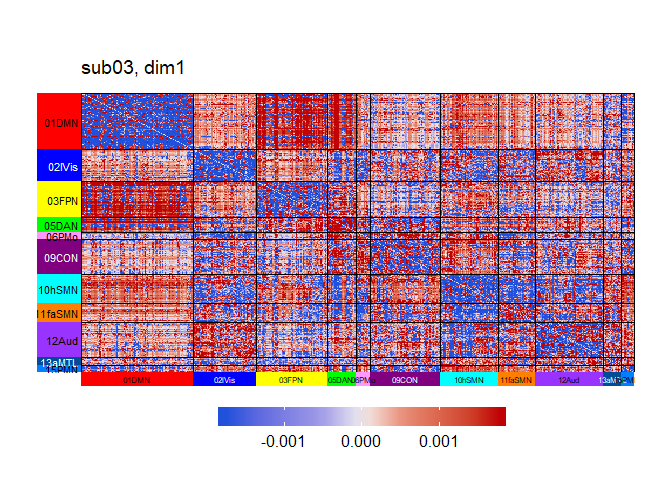 sub03, dim1
01DMN
02lVis
03FPN
05DAN
06PMo
09CON
10hSMN
11faSMN
12Aud
13aMTL
01DMN
02lVis
03FPN
05DAN
09CON
10hSMN
11faSMN
12Aud
-0.001 0.000 0.001